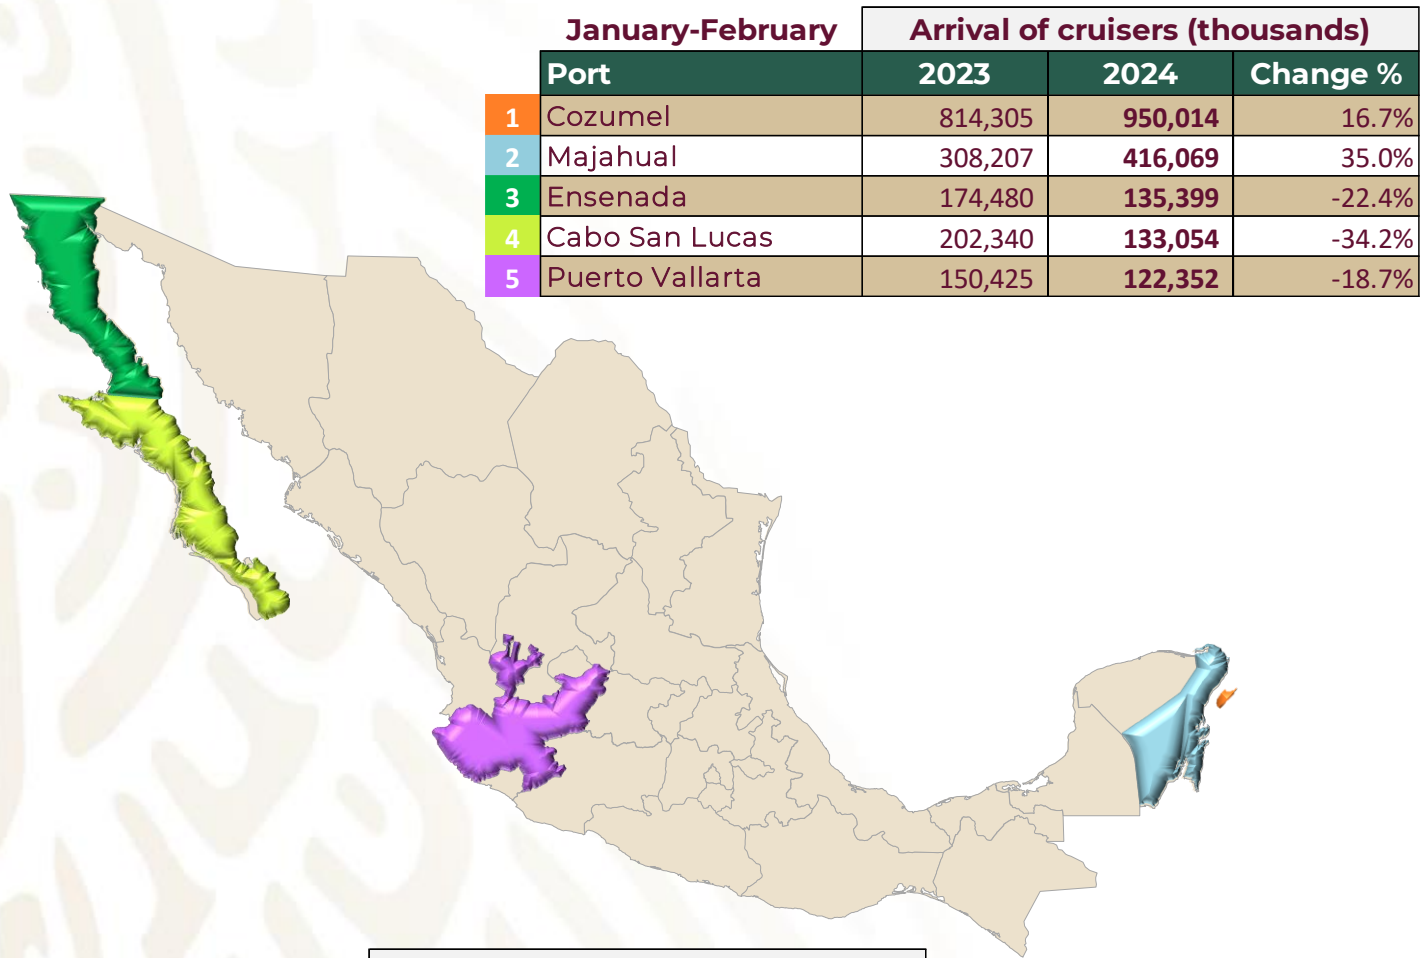 January-February Arrival of cruisers (thousands)
Port 2023 2024 Change %
1 Cozumel 814,305 950,014 16.7%
2 Majahual 308,207 416,069 35.0%
3 Ensenada 174,480 135,399 -22.4%
4 Cabo San Lucas 202,340 133,054 -34.2%
5 Puerto Vallarta 150,425 122,352 -18.7%